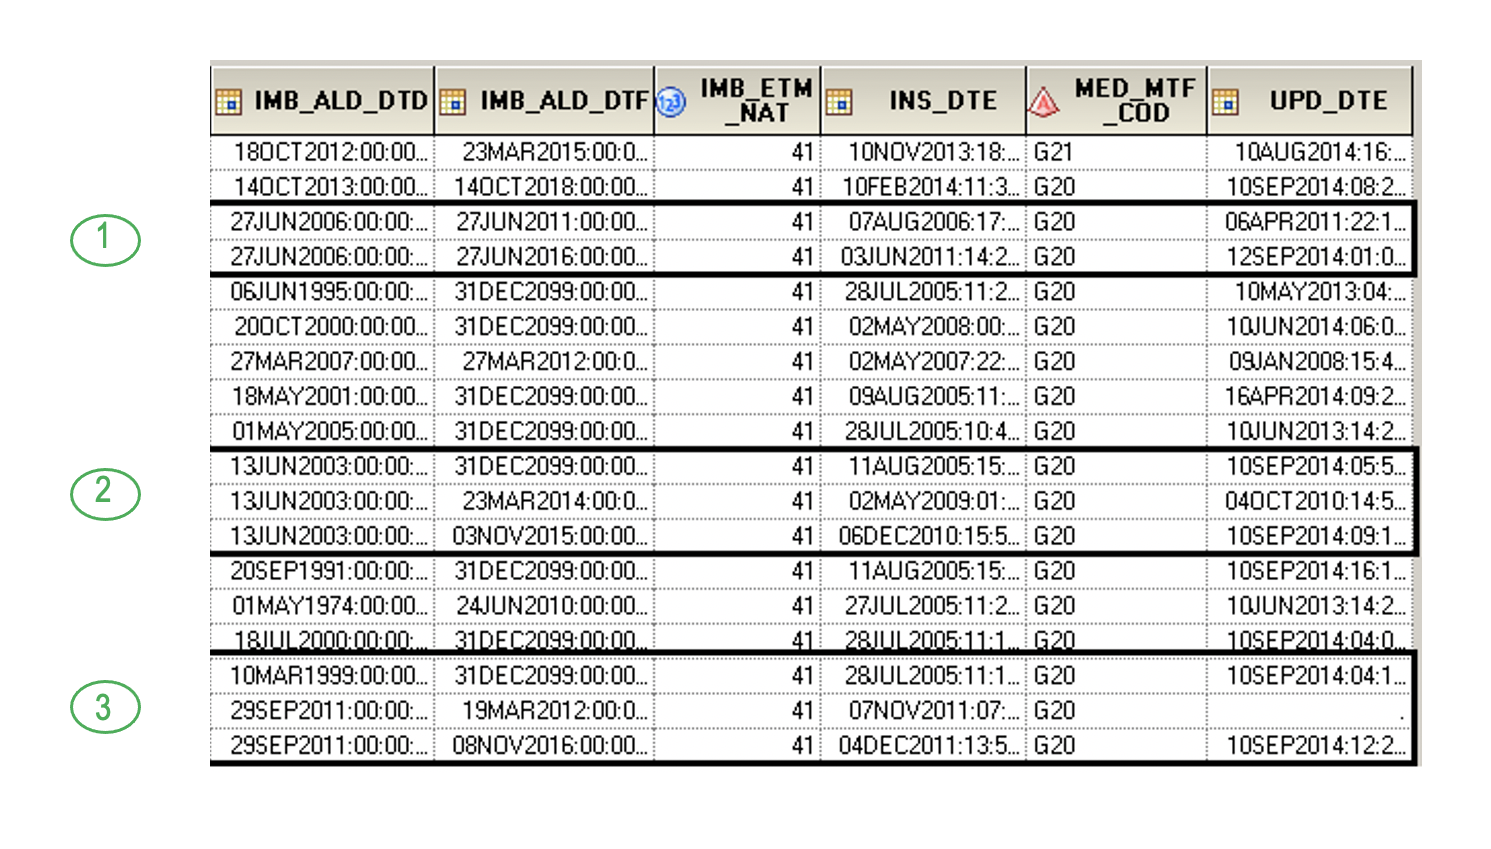 IMB_ALD_DTD IMB_ALD_DTF IMB_ETM_NAT INS_DTE MED_MTF_COD UPD_DTE
18OCT2012:00:00... 23MAR2015:00:0... 41 10NOV2013:18:... G21 10AUG2014:16:...
14OCT2013:00:00... 14OCT2018:00:00... 41 10FEB2014:11:3... G20 10SEP2014:08:2...
1 27JUN2006:00:00:... 27JUN2011:00:00... 41 07AUG2006:17:... G20 06APR2011:22:1...
27JUN2006:00:00:... 27JUN2016:00:00... 41 03JUN2011:14:2... G20 12SEP2014:01:0...
06JUN1995:00:00:... 31DEC2099:00:00... 41 28JUL2005:11:2... G20 10MAY2013:04:...
20OCT2000:00:00... 31DEC2099:00:00... 41 02MAY2008:00:... G20 10JUN2014:06:0...
27MAR2007:00:00... 27MAR2012:00:0... 41 02MAY2007:22:... G20 09JAN2008:15:4...
18MAY2001:00:00... 31DEC2099:00:00... 41 09AUG2005:11:... G20 16APR2014:09:2...
01MAY2005:00:00... 31DEC2099:00:00... 41 28JUL2005:10:4... G20 10JUN2013:14:2...
13JUN2003:00:00:... 31DEC2099:00:00... 41 11AUG2005:15:... G20 10SEP2014:05:5...
2 13JUN2003:00:00:... 23MAR2014:00:0... 41 02MAY2009:01:... G20 04OCT2010:14:5...
13JUN2003:00:00:... 03NOV2015:00:00... 41 06DEC2010:15:5... G20 10SEP2014:09:1...
20SEP1991:00:00:... 31DEC2099:00:00... 41 11AUG2005:15:... G20 10SEP2014:16:1...
01MAY1974:00:00... 24JUN2010:00:00... 41 27JUL2005:11:2... G20 10JUN2013:14:2...
18JUL2000:00:00:... 31DEC2099:00:00... 41 28JUL2005:11:1... G20 10SEP2014:04:0...
10MAR1999:00:00... 31DEC2099:00:00... 41 28JUL2005:11:1... G20 10SEP2014:04:1...
3 29SEP2011:00:00:... 19MAR2012:00:0... 41 07NOV2011:07:... G20 .
29SEP2011:00:00:... 08NOV2016:00:00... 41 04DEC2011:13:5... G20 10SEP2014:12:2...